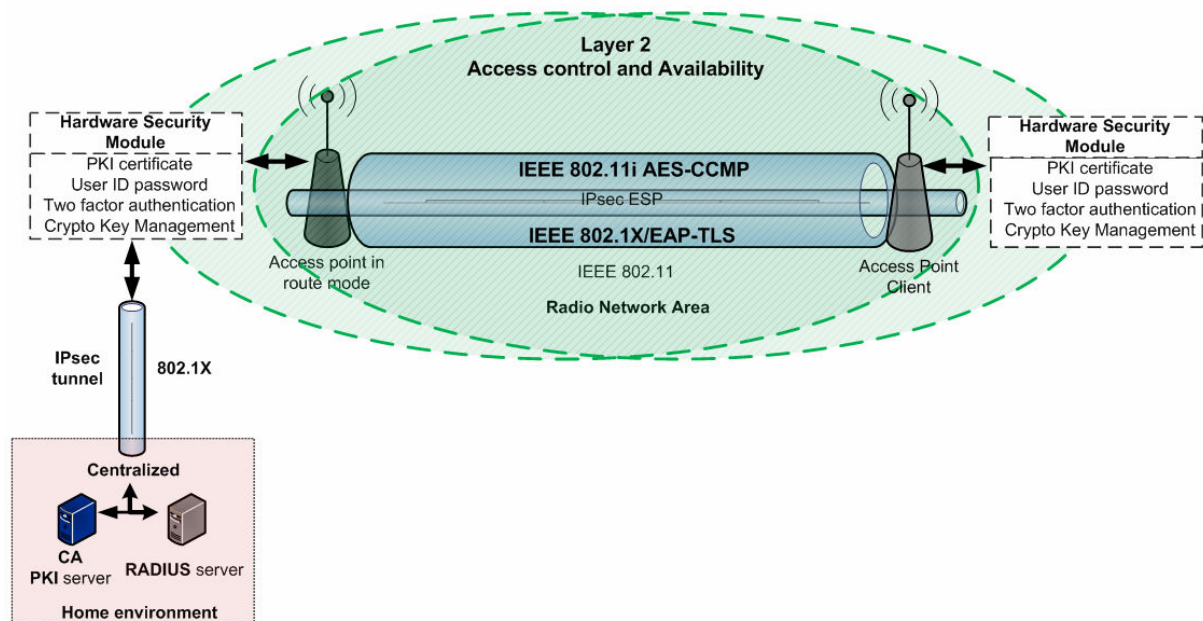 Layer 2
Access control and Availability
Hardware Security
Module
PKI certificate
User ID password
Two factor authentication
Crypto Key Management
IEEE 802.11i AES-CCMP
IPsec ESP
IEEE 802.1X/EAP-TLS
Access point in
route mode
IEEE 802.11
Radio Network Area
Access Point
Client
Hardware Security
Module
PKI certificate
User ID password
Two factor authentication
Crypto Key Management
IPsec
tunnel
802.1X
Centralized
CA
PKI server
RADIUS server
Home environment